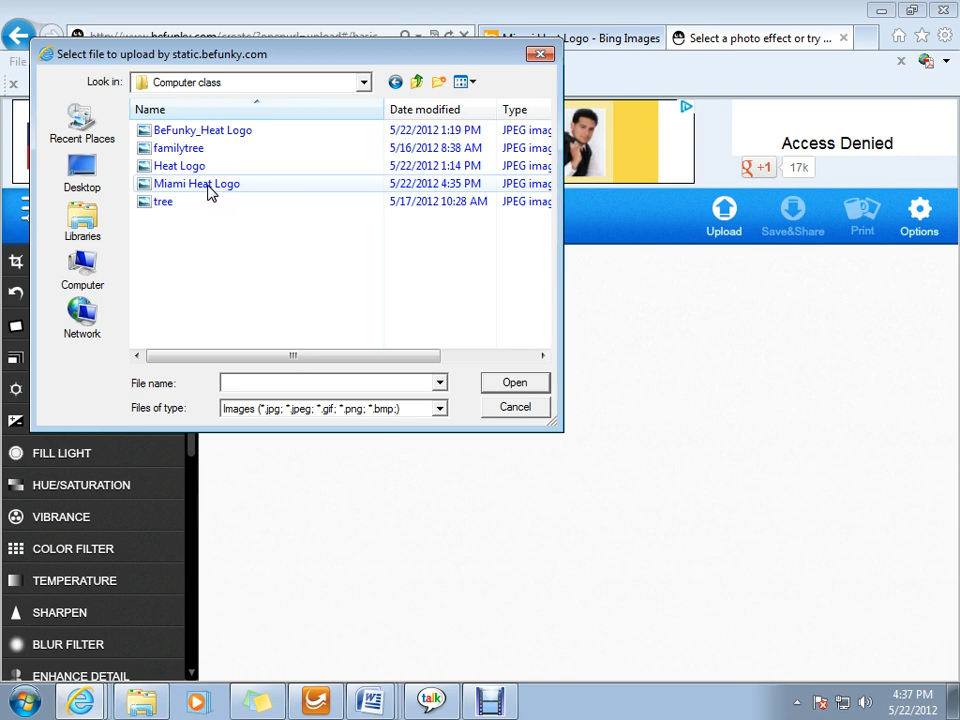 Select file to upload by static.befunky.com
Miami Heat Logo - Bing Images
Select a photo effect or try ...
Look in:
Computer class
Name
Date modified
Type
Recent Places
Desktop
Libraries
Computer
Network
BeFunky_Heat Logo 5/22/2012 1:19 PM JPEG imag
familytree 5/16/2012 8:38 AM JPEG imag
Heat Logo 5/22/2012 1:14 PM JPEG imag
Miami Heat Logo 5/22/2012 4:35 PM JPEG imag
tree 5/17/2012 10:28 AM JPEG imag
File name:
Open
Files of type:
Images (*.jpg; *.jpeg; *.gif; *.png; *.bmp;)
Cancel
Access Denied
+1 17k
Upload
Save&Share
Print
Options
FILL LIGHT
HUE/SATURATION
VIBRANCE
COLOR FILTER
TEMPERATURE
SHARPEN
BLUR FILTER
ENHANCE DETAIL
talk
4:37 PM
5/22/2012